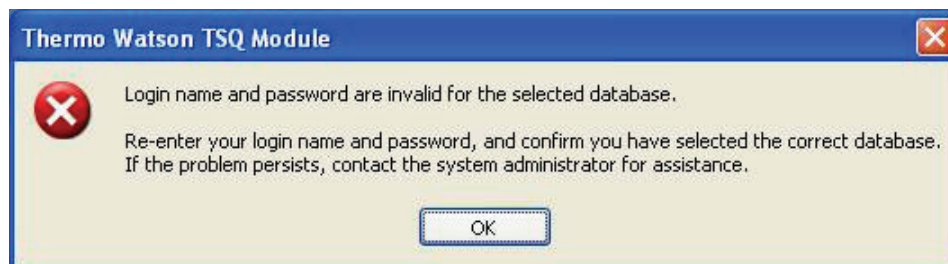 Thermo Watson TSQ Module
Login name and password are invalid for the selected database.
Re-enter your login name and password, and confirm you have selected the correct database.
If the problem persists, contact the system administrator for assistance.
OK